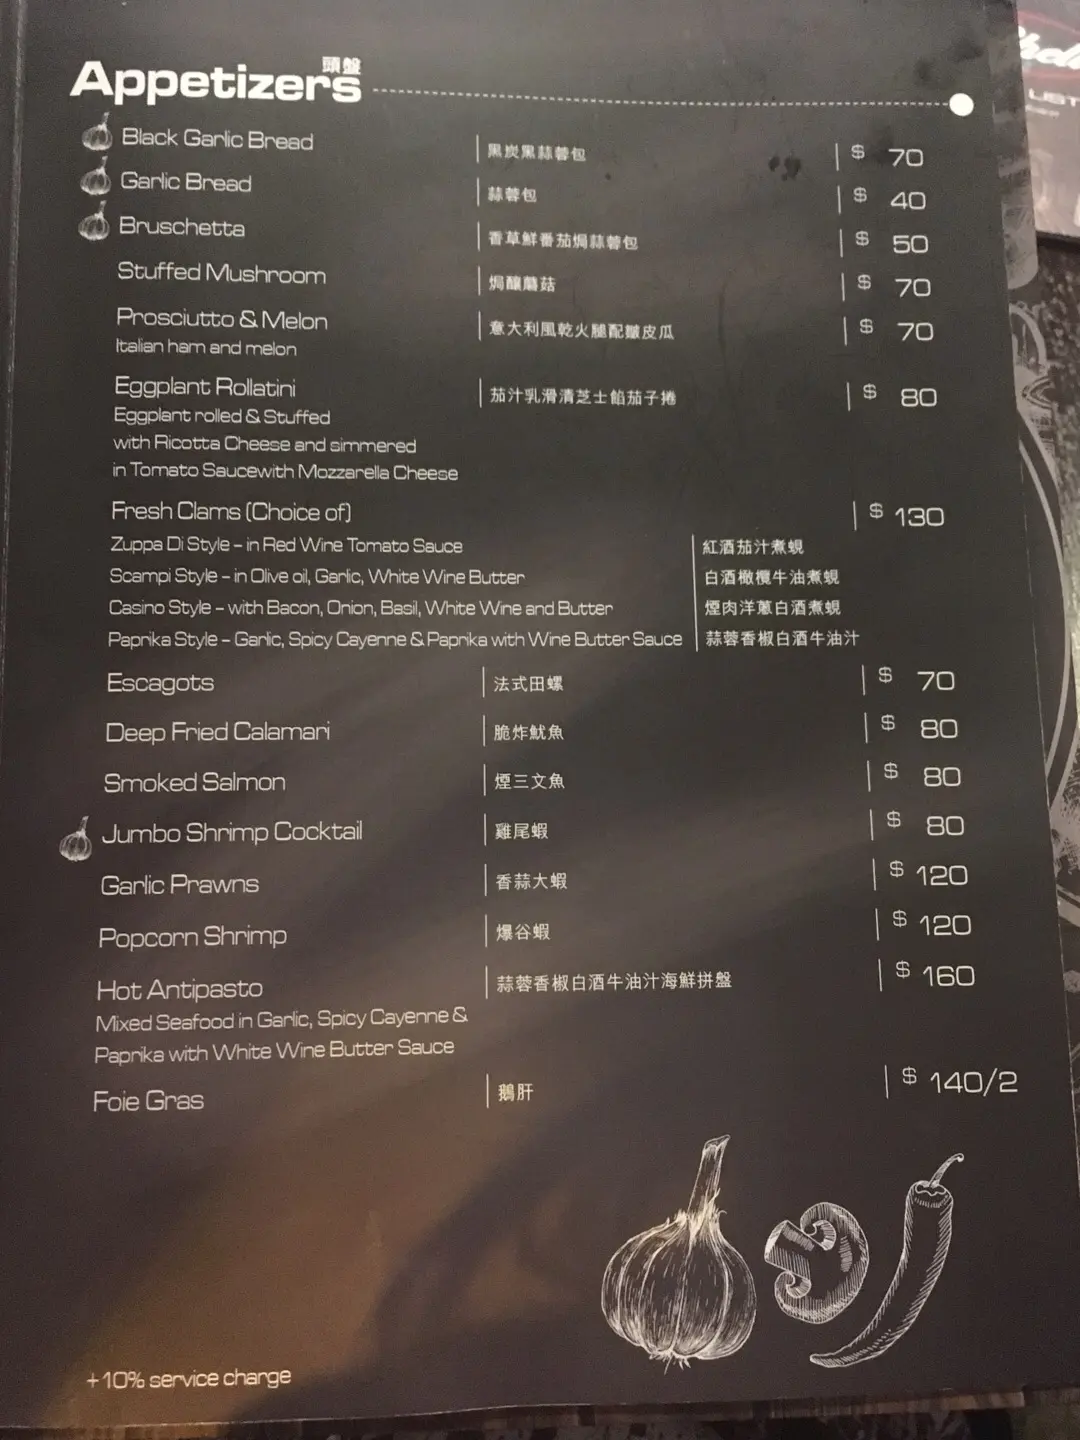 頭盤
Appetizers
Black Garlic Bread 黑炭黑蒜蓉包 $ 70
Garlic Bread 蒜蓉包 $ 40
Bruschetta 香草鮮番茄焗蒜蓉包 $ 50
Stuffed Mushroom 焗釀蘑菇 $ 70
Prosciutto & Melon 意大利風乾火腿配皺皮瓜 $ 70
Italian ham and melon
Eggplant Rollatini 茄汁乳滑清芝士餡茄子捲 $ 80
Eggplant rolled & Stuffed
with Ricotta Cheese and simmered
in Tomato Saucewith Mozzarella Cheese
Fresh Clams (Choice of) $ 130
Zuppa Di Style – in Red Wine Tomato Sauce 紅酒茄汁煮蜆
Scampi Style – in Olive oil, Garlic, White Wine Butter 白酒橄欖牛油煮蜆
Casino Style – with Bacon, Onion, Basil, White Wine and Butter 煙肉洋蔥白酒煮蜆
Paprika Style – Garlic, Spicy Cayenne & Paprika with Wine Butter Sauce 蒜蓉香椒白酒牛油汁
Escagots 法式田螺 $ 70
Deep Fried Calamari 脆炸魷魚 $ 80
Smoked Salmon 煙三文魚 $ 80
Jumbo Shrimp Cocktail 雞尾蝦 $ 80
Garlic Prawns 香蒜大蝦 $ 120
Popcorn Shrimp 爆谷蝦 $ 120
Hot Antipasto 蒜蓉香椒白酒牛油汁海鮮拼盤 $ 160
Mixed Seafood in Garlic, Spicy Cayenne &
Paprika with White Wine Butter Sauce
Foie Gras 鵝肝 $ 140/2
+10% service charge
LIST